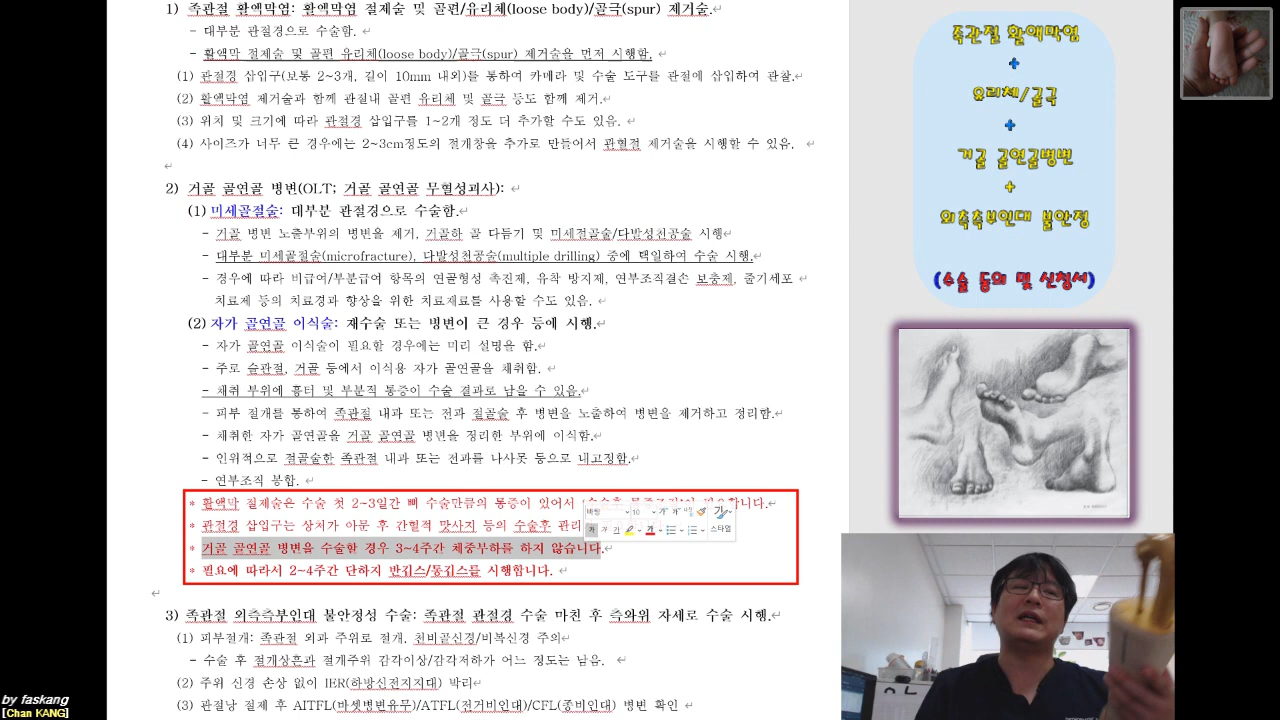 1) 족관절 활액막염: 활액막염 절제술 및 골편/유리체(loose body)/골극(spur) 제거술.
- 대부분 관절경으로 수술함.
- 활액막 절제술 및 골편 유리체(loose body)/골극(spur) 제거술을 먼저 시행함.
(1) 관절경 삽입구(보통 2~3개, 길이 10mm 내외)를 통하여 카메라 및 수술 도구를 관절에 삽입하여 관찰.
(2) 활액막염 제거술과 함께 관절내 골편 유리체 및 골극 등도 함께 제거.
(3) 위치 및 크기에 따라 관절경 삽입구를 1~2개 정도 더 추가할 수도 있음.
(4) 사이즈가 너무 큰 경우에는 2~3cm정도의 절개창을 추가로 만들어서 관혈적 제거술을 시행할 수 있음.
2) 거골 골연골 병변(OLT; 거골 골연골 무혈성괴사):
(1) 미세골절술: 대부분 관절경으로 수술함.
- 거골 병변 노출부위의 병변을 제거, 거골하 골 다듬기 및 미세절골술/다발성천공술 시행
- 대부분 미세골절술(microfracture), 다발성천공술(multiple drilling) 중에 택일하여 수술 시행.
- 경우에 따라 비급여/부분급여 항목의 연골형성 촉진제, 유착 방지제, 연부조직결손 보충제, 줄기세포
치료제 등의 치료경과 향상을 위한 치료재료를 사용할 수도 있음.
(2) 자가 골연골 이식술: 재수술 또는 병변이 큰 경우 등에 시행.
- 자가 골연골 이식술이 필요할 경우에는 미리 설명을 함.
- 주로 슬관절, 거골 등에서 이식용 자가 골연골을 채취함.
- 채취 부위에 흉터 및 부분적 통증이 수술 결과로 남을 수 있음.
- 피부 절개를 통하여 족관절 내과 또는 전과 절골술 후 병변을 노출하여 병변을 제거하고 정리함.
- 채취한 자가 골연골을 거골 골연골 병변을 정리한 부위에 이식함.
- 인위적으로 절골술한 족관절 내과 또는 전과를 나사못 등으로 내고정함.
- 연부조직 봉합.
* 활액막 절제술은 수술 첫 2~3일간 뼈 수술만큼의 통증이 있어서
* 관절경 삽입구는 상처가 아문 후 간헐적 맛사지 등의 수술후 관리
바탕 10 가 가
가 가 간 가 스타일
* 거골 골연골 병변을 수술할 경우 3~4주간 체중부하를 하지 않습니다.
* 필요에 따라서 2~4주간 단하지 반깁스/통깁스를 시행합니다.
3) 족관절 외측측부인대 불안정성 수술: 족관절 관절경 수술 마친 후 측와위 자세로 수술 시행.
(1) 피부절개: 족관절 외과 주위로 절개, 천비골신경/비복신경 주의
- 수술 후 절개상흔과 절개주위 감각이상/감각저하가 어느 정도는 남음.
(2) 주위 신경 손상 없이 IER(하방신전지지대) 박리
(3) 관절낭 절제 후 AITFL(바셋병변유무)/ATFL(전거비인대)/CFL(종비인대) 병변 확인
족관절 활액막염
+
유리체/골극
+
거골 골연골병변
+
외측측부인대 불안정
(수술 동의 및 신청서)
by faskang
[Chan KANG]